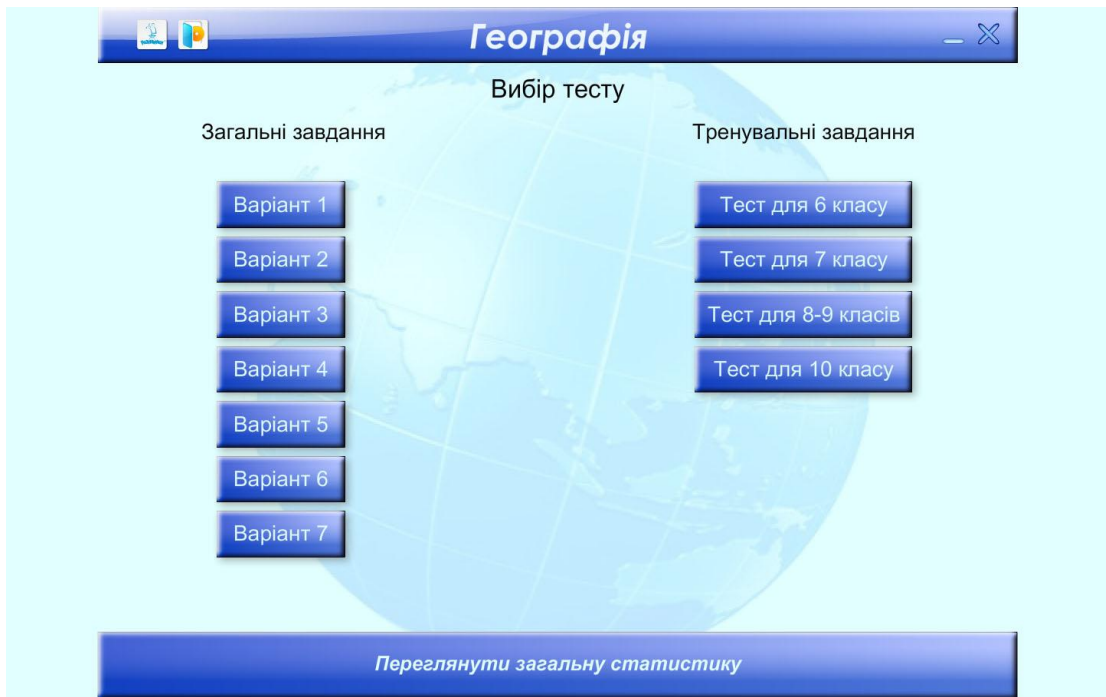 Географія
Вибір тесту
Загальні завдання
Варіант 1
Варіант 2
Варіант 3
Варіант 4
Варіант 5
Варіант 6
Варіант 7
Тренувальні завдання
Тест для 6 класу
Тест для 7 класу
Тест для 8-9 класів
Тест для 10 класу
Переглянути загальну статистику